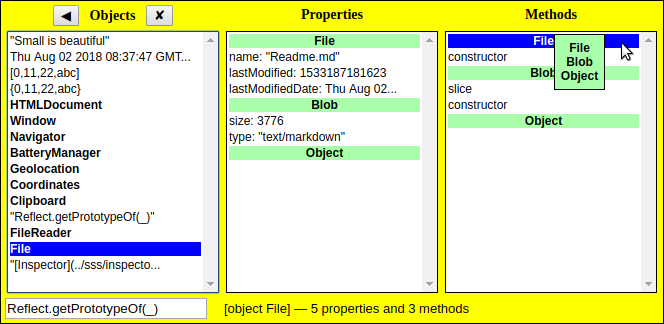 ◀ Objects ✘
Properties
Methods
"Small is beautiful"
Thu Aug 02 2018 08:37:47 GMT...
[0,11,22,abc]
{0,11,22,abc}
HTMLDocument
Window
Navigator
BatteryManager
Geolocation
Coordinates
Clipboard
"Reflect.getPrototypeOf(_)"
FileReader
File
"[Inspector](../sss/inspecto...
File
name: "Readme.md"
lastModified: 1533187181623
lastModifiedDate: Thu Aug 02...
Blob
size: 3776
type: "text/markdown"
Object
File
constructor
Blob
slice
constructor
Object
File
Blob
Object
Reflect.getPrototypeOf(_)
[object File] — 5 properties and 3 methods